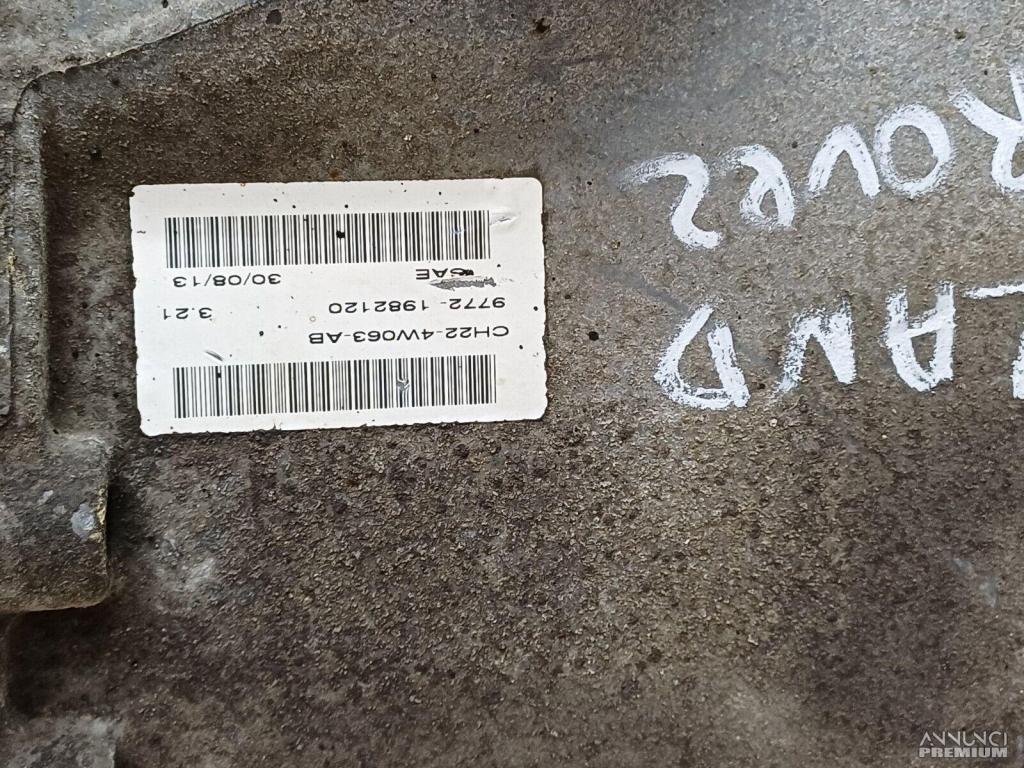 CH22-4W063-AB
9772- 1982120 3.21
30/08/13
LAND
ROVER
ANNUNCI
PREMIUM